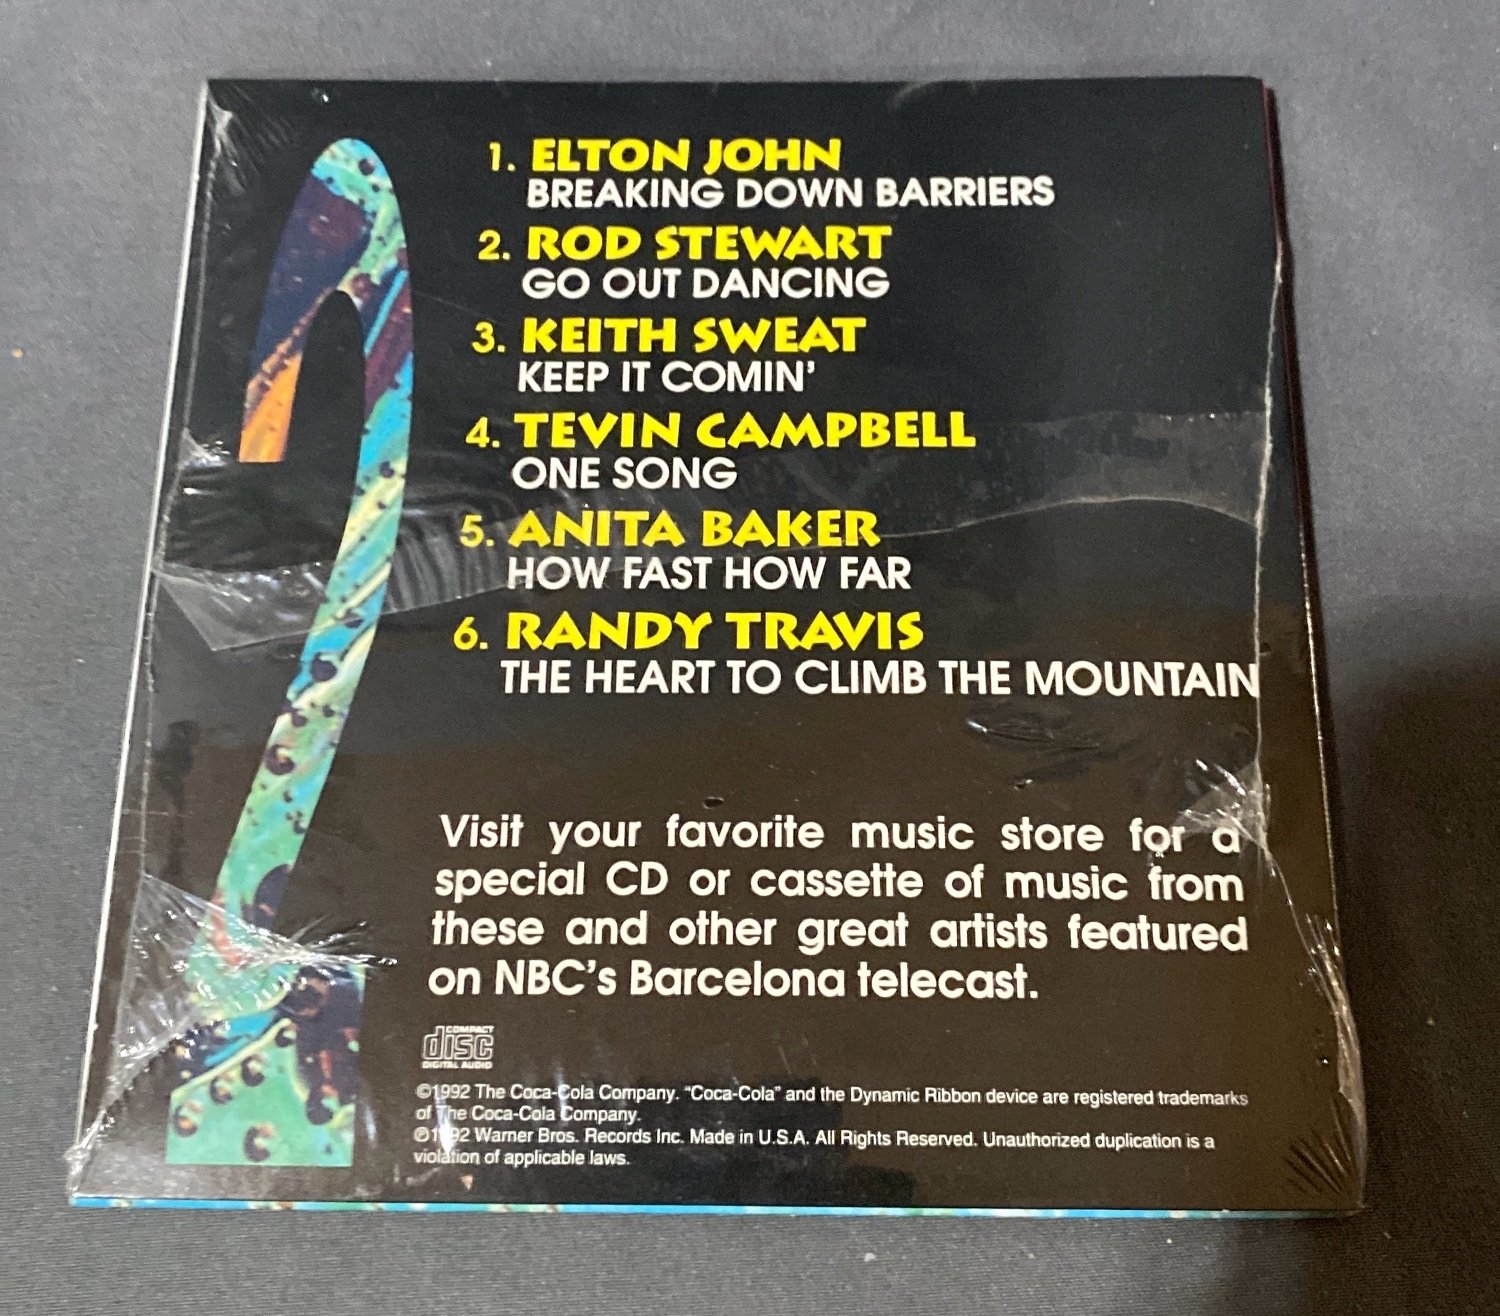 1. ELTON JOHN
BREAKING DOWN BARRIERS
2. ROD STEWART
GO OUT DANCING
3. KEITH SWEAT
KEEP IT COMIN'
4. TEVIN CAMPBELL
ONE SONG
5. ANITA BAKER
HOW FAST HOW FAR
6. RANDY TRAVIS
THE HEART TO CLIMB THE MOUNTAIN
Visit your favorite music store for a
special CD or cassette of music from
these and other great artists featured
on NBC's Barcelona telecast.
COMPACT
disc
DIGITAL AUDIO
©1992 The Coca-Cola Company. "Coca-Cola" and the Dynamic Ribbon device are registered trademarks
of The Coca-Cola Company.
℗1992 Warner Bros. Records Inc. Made in U.S.A. All Rights Reserved. Unauthorized duplication is a
violation of applicable laws.